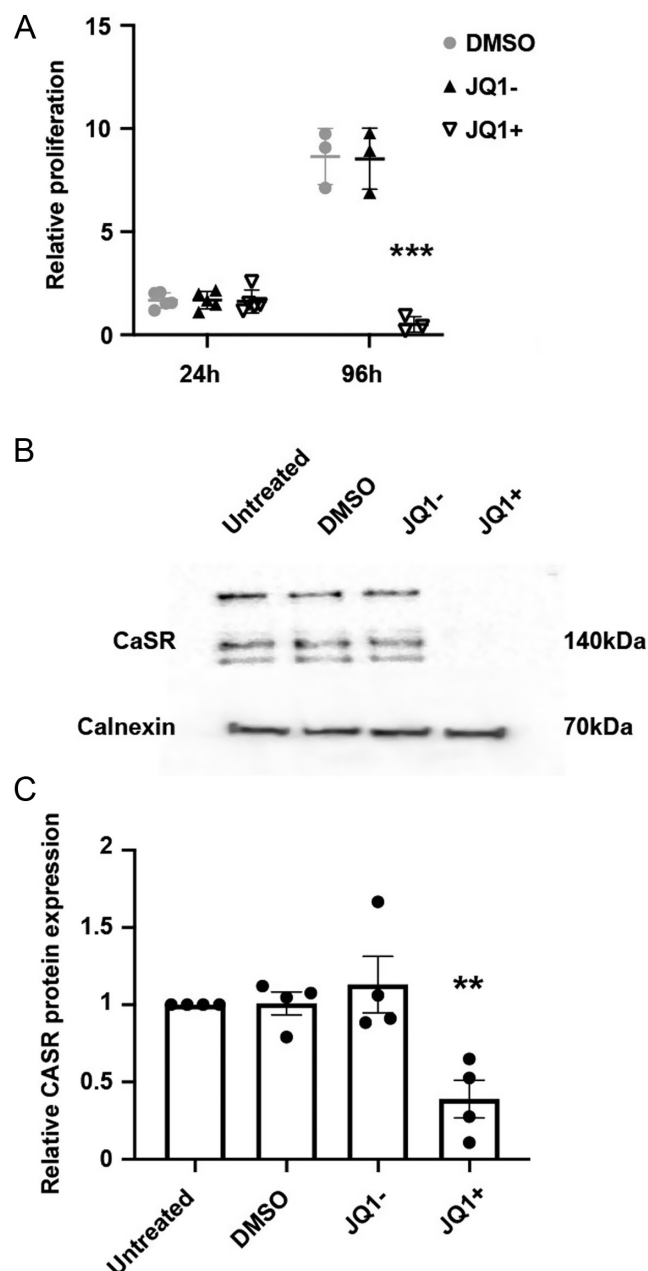 A
15
10
5
0
Relative proliferation
DMSO
JQ1-
JQ1+
***
24h
96h
B
Untreated
DMSO
JQ1-
JQ1+
CaSR
140kDa
Calnexin
70kDa
C
2
1.5
1
0.5
0
Relative CASR protein expression
**
Untreated
DMSO
JQ1-
JQ1+